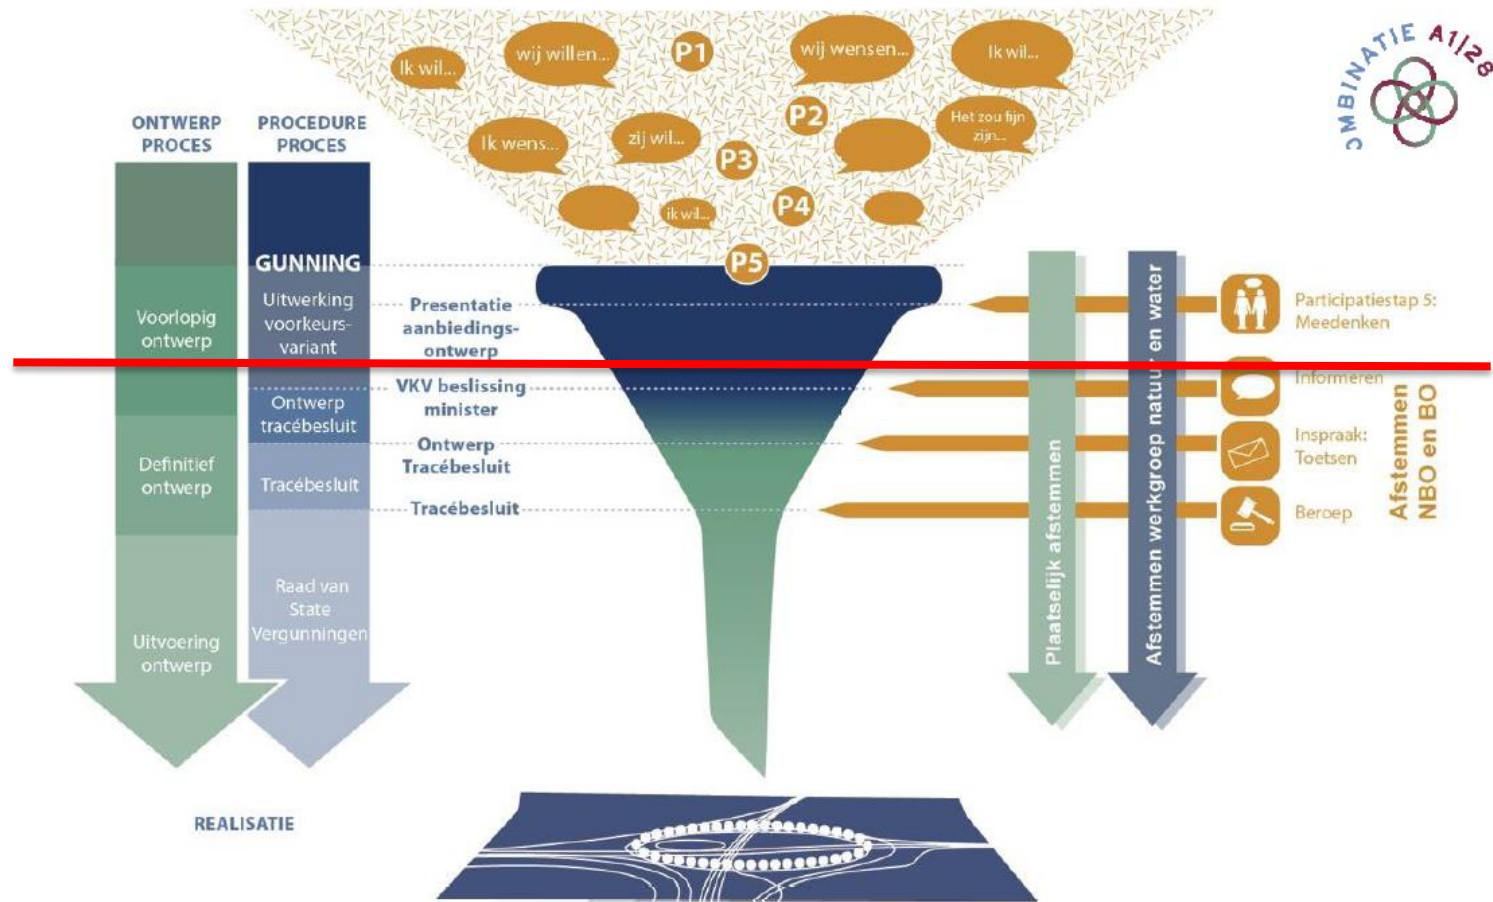 CMBINATIE A1|28
Ik wil...
wij willen...
P1
wij wensen...
Ik wil...
P2
Het zou fijn
zijn...
Ik wens...
zij wil...
P3
ik wil...
P4
P5
ONTWERP
PROCES
PROCEDURE
PROCES
GUNNING
Voorlopig
ontwerp
Uitwerking
voorkeurs-
variant
Ontwerp
tracébesluit
Definitief
ontwerp
Tracébesluit
Raad van
State
Vergunningen
Uitvoering
ontwerp
Presentatie
aanbiedings-
ontwerp
VKV beslissing
minister
Ontwerp
Tracébesluit
Tracébesluit
Plaatselijk afstemmen
Afstemmen werkgroep natuur en water
Participatiestap 5:
Meedenken
Informeren
Inspraak:
Toetsen
Beroep
Afstemmen
NBO en BO
REALISATIE